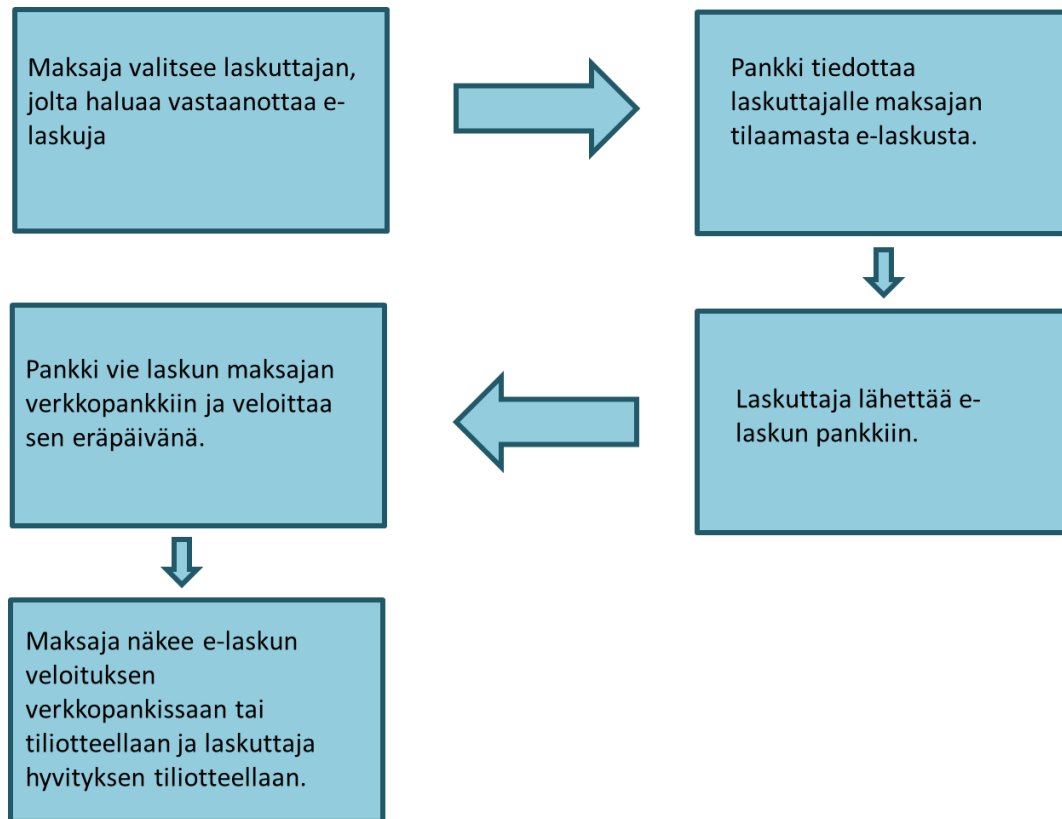 Maksaja valitsee laskuttajan,
jolta haluaa vastaanottaa e-
laskuja
Pankki tiedottaa
laskuttajalle maksajan
tilaamasta e-laskusta.
Laskuttaja lähettää e-
laskun pankkiin.
Pankki vie laskun maksajan
verkkopankkiin ja veloittaa
sen eräpäivänä.
Maksaja näkee e-laskun
veloituksen
verkkopankissaan tai
tiliotteellaan ja laskuttaja
hyvityksen tiliotteellaan.